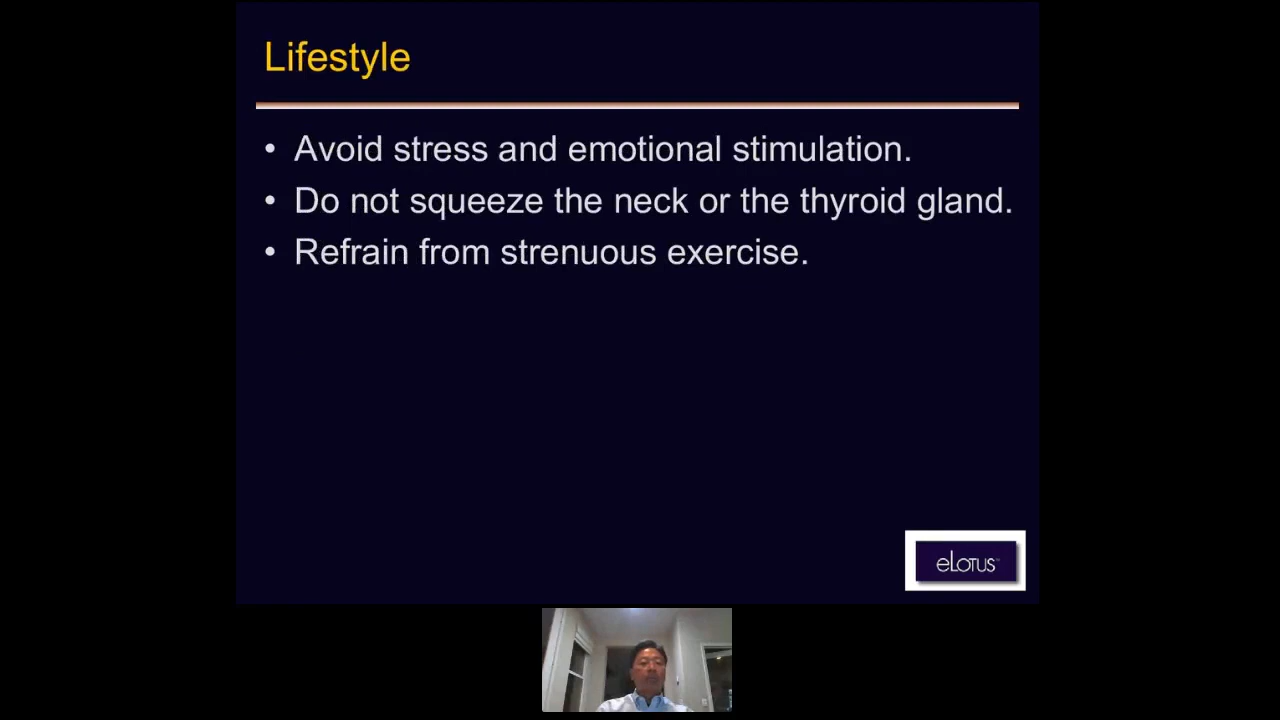 Lifestyle
• Avoid stress and emotional stimulation.
• Do not squeeze the neck or the thyroid gland.
• Refrain from strenuous exercise.
eLOTUS™